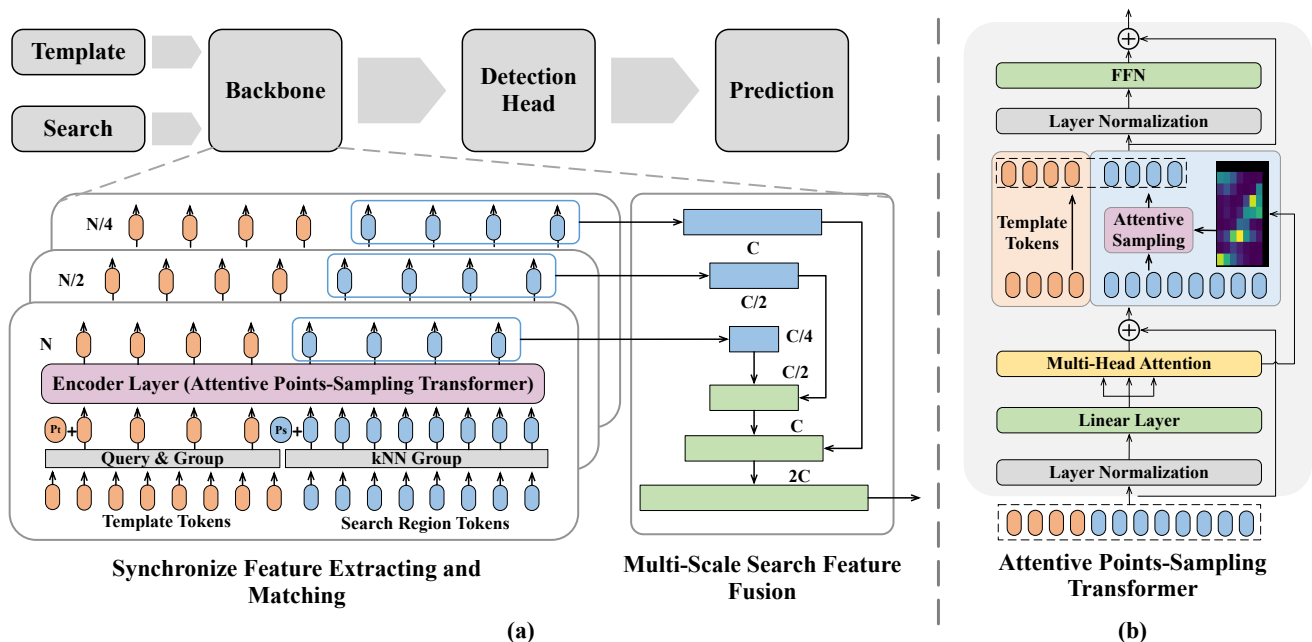 Template
Search
Backbone
Detection
Head
Prediction
N/4
N/2
N
Encoder Layer (Attentive Points-Sampling Transformer)
Pt
+
Ps
+
Query & Group
kNN Group
Template Tokens
Search Region Tokens
Synchronize Feature Extracting and
Matching
C
C/2
C/4
C/2
C
2C
Multi-Scale Search Feature
Fusion
(a)
FFN
Layer Normalization
Template
Tokens
Attentive
Sampling
Multi-Head Attention
Linear Layer
Layer Normalization
Attentive Points-Sampling
Transformer
(b)